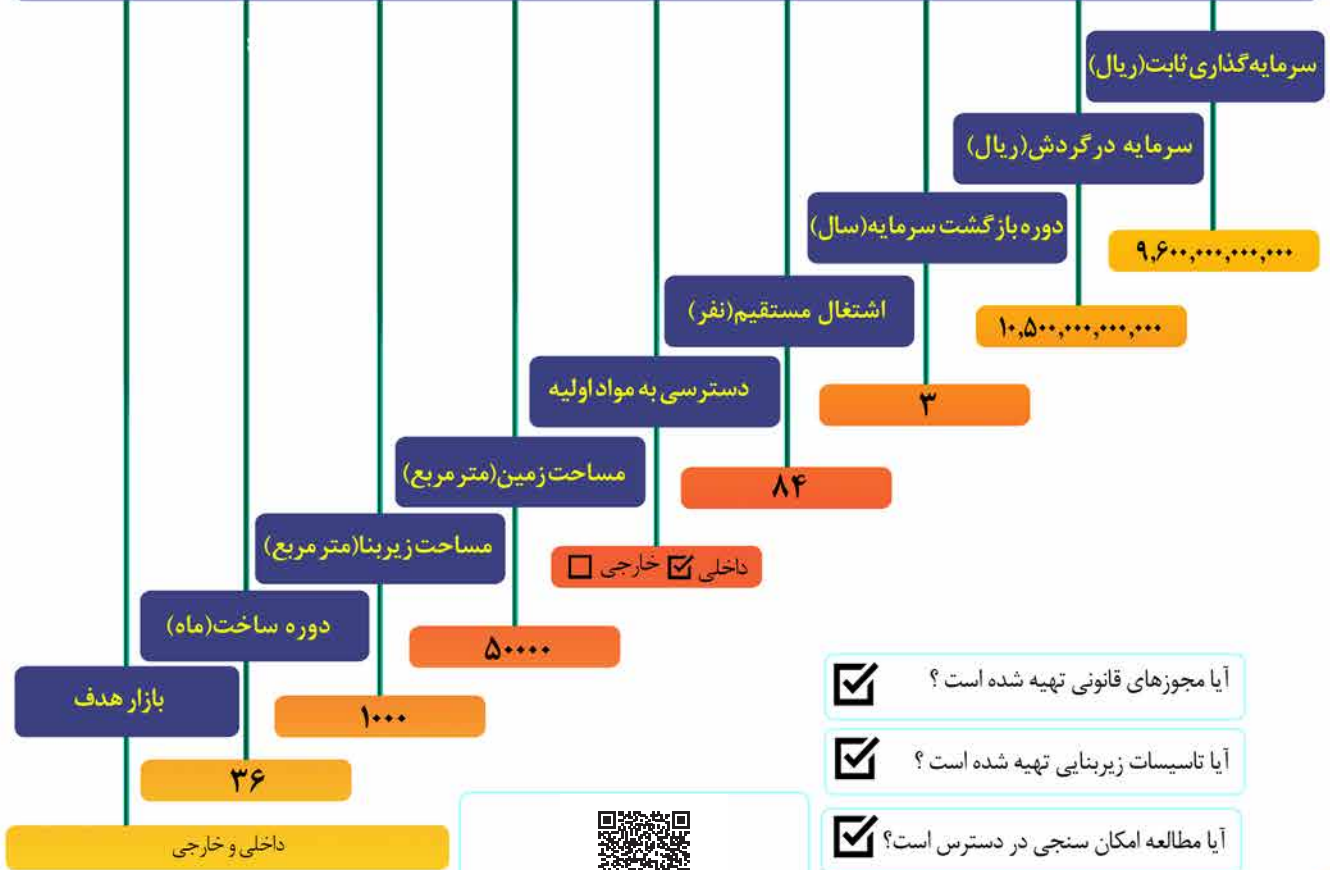 سرمایه‌گذاری ثابت(ریال)
۹,۶۰۰,۰۰۰,۰۰۰,۰۰۰
سرمایه در گردش(ریال)
۱۰,۵۰۰,۰۰۰,۰۰۰,۰۰۰
دوره بازگشت سرمایه(سال)
۳
اشتغال مستقیم(نفر)
۸۴
دسترسی به مواد اولیه
داخلی ☑ خارجی ☐
مساحت زمین(متر مربع)
۵۰۰۰۰
مساحت زیربنا(متر مربع)
۱۰۰۰
دوره ساخت(ماه)
۳۶
بازار هدف
داخلی و خارجی
آیا مجوزهای قانونی تهیه شده است ؟ ☑
آیا تاسیسات زیربنایی تهیه شده است ؟ ☑
آیا مطالعه امکان سنجی در دسترس است؟ ☑